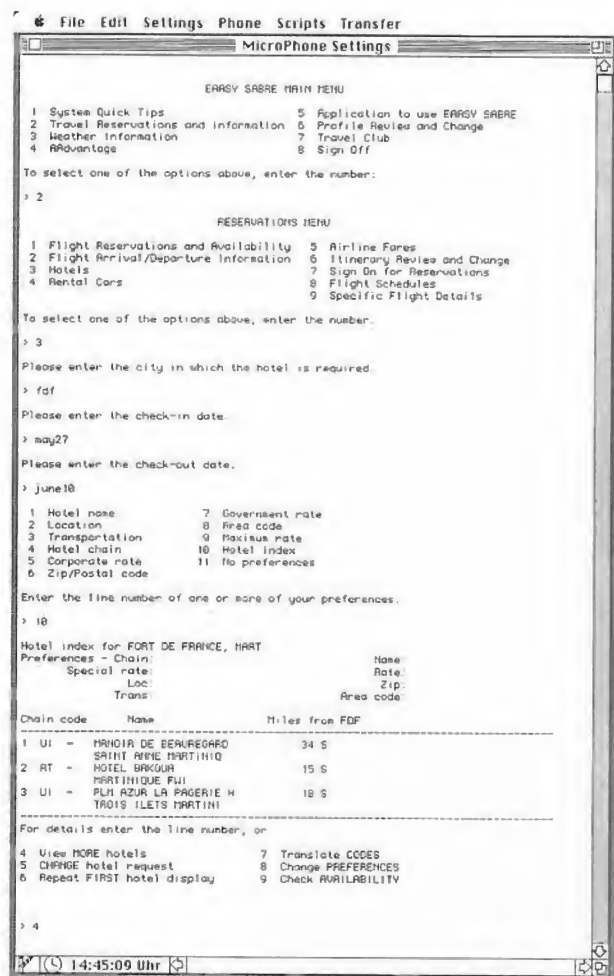 File Edit Settings Phone Scripts Transfer
MicroPhone Settings
EAASY SABRE MAIN MENU
1 System Quick Tips 5 Application to use EAASY SABRE
2 Travel Reservations and information 6 Profile Review and Change
3 Weather Information 7 Travel Club
4 AAdvantage 8 Sign Off
To select one of the options above, enter the number:
> 2
RESERVATIONS MENU
1 Flight Reservations and Availability 5 Airline Fares
2 Flight Arrival/Departure Information 6 Itinerary Review and Change
3 Hotels 7 Sign On for Reservations
4 Rental Cars 8 Flight Schedules
9 Specific Flight Details
To select one of the options above, enter the number.
> 3
Please enter the city in which the hotel is required.
> fdf
Please enter the check-in date.
> may27
Please enter the check-out date.
> june10
1 Hotel name 7 Government rate
2 Location 8 Area code
3 Transportation 9 Maximum rate
4 Hotel chain 10 Hotel index
5 Corporate rate 11 No preferences
6 Zip/Postal code
Enter the line number of one or more of your preferences.
> 10
Hotel index for FORT DE FRANCE, MART
Preferences - Chain: Name:
Special rate: Rate:
Loc: Zip:
Trans: Area code:
Chain code Name Miles from FDF
1 UI - MANOIR DE BEAUREGARD 34 S
SAINT ANNE MARTINIQ
2 RT - HOTEL BAKOUA 15 S
MARTINIQUE FWI
3 UI - PLM AZUR LA PAGERIE H 18 S
TROIS ILETS MARTINI
For details enter the line number, or
4 View MORE hotels 7 Translate CODES
5 CHANGE hotel request 8 Change PREFERENCES
6 Repeat FIRST hotel display 9 Check AVAILABILITY
> 4
14:45:09 Uhr